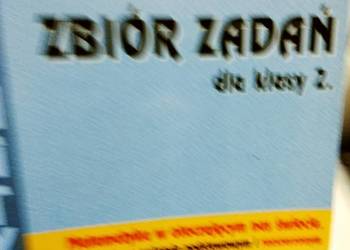 ZBIÓR ZADAŃ
dla klasy 2.
Matematyka w otaczającym nas świecie